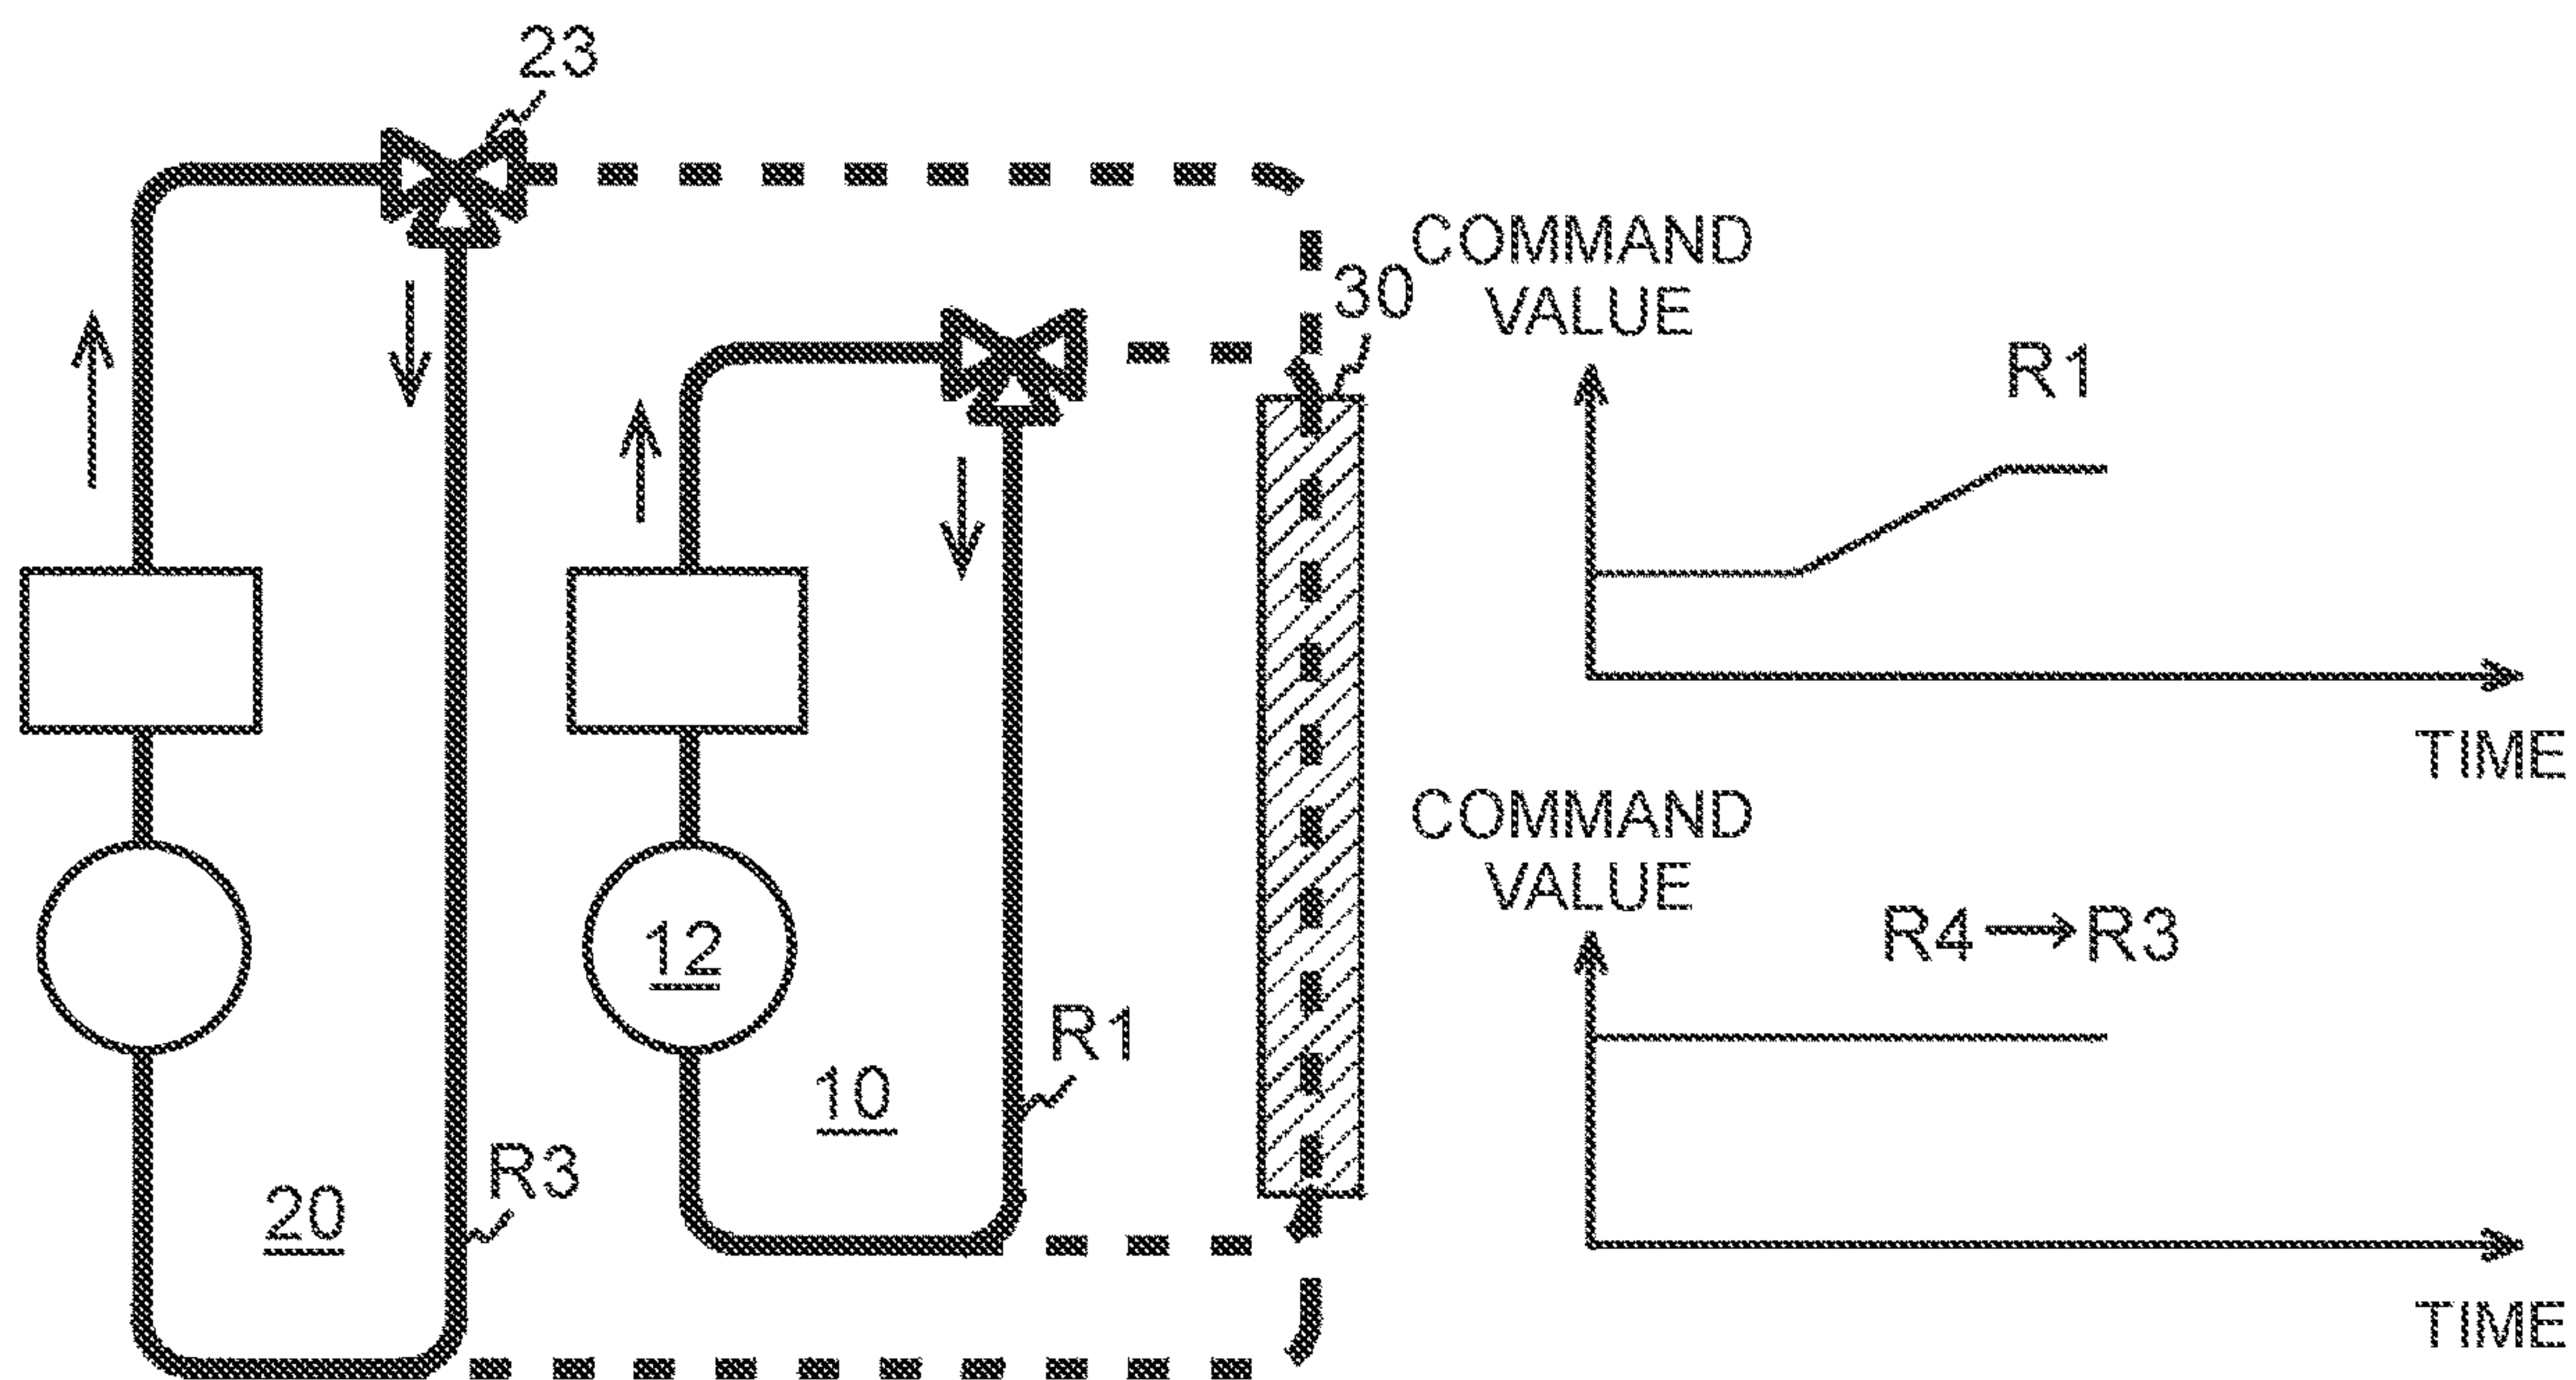 23
COMMAND
VALUE
30
R1
TIME
COMMAND
VALUE
R4→R3
12
R1
10
R3
20
TIME